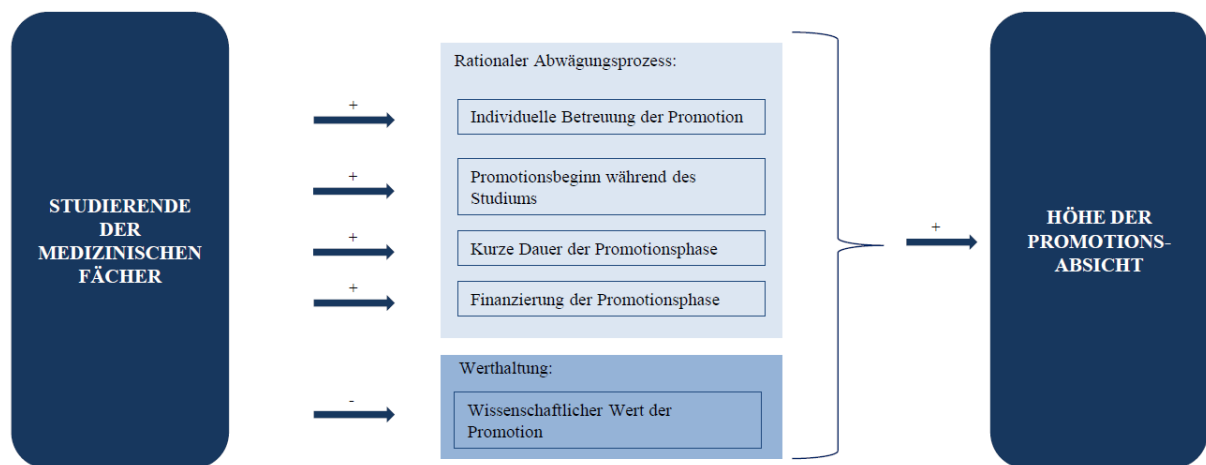 STUDIERENDE
DER
MEDIZINISCHEN
FÄCHER
+
+
+
+
-
Rationaler Abwägungsprozess:
Individuelle Betreuung der Promotion
Promotionsbeginn während des
Studiums
Kurze Dauer der Promotionsphase
Finanzierung der Promotionsphase
Werthaltung:
Wissenschaftlicher Wert der
Promotion
+
HÖHE DER
PROMOTIONS-
ABSICHT